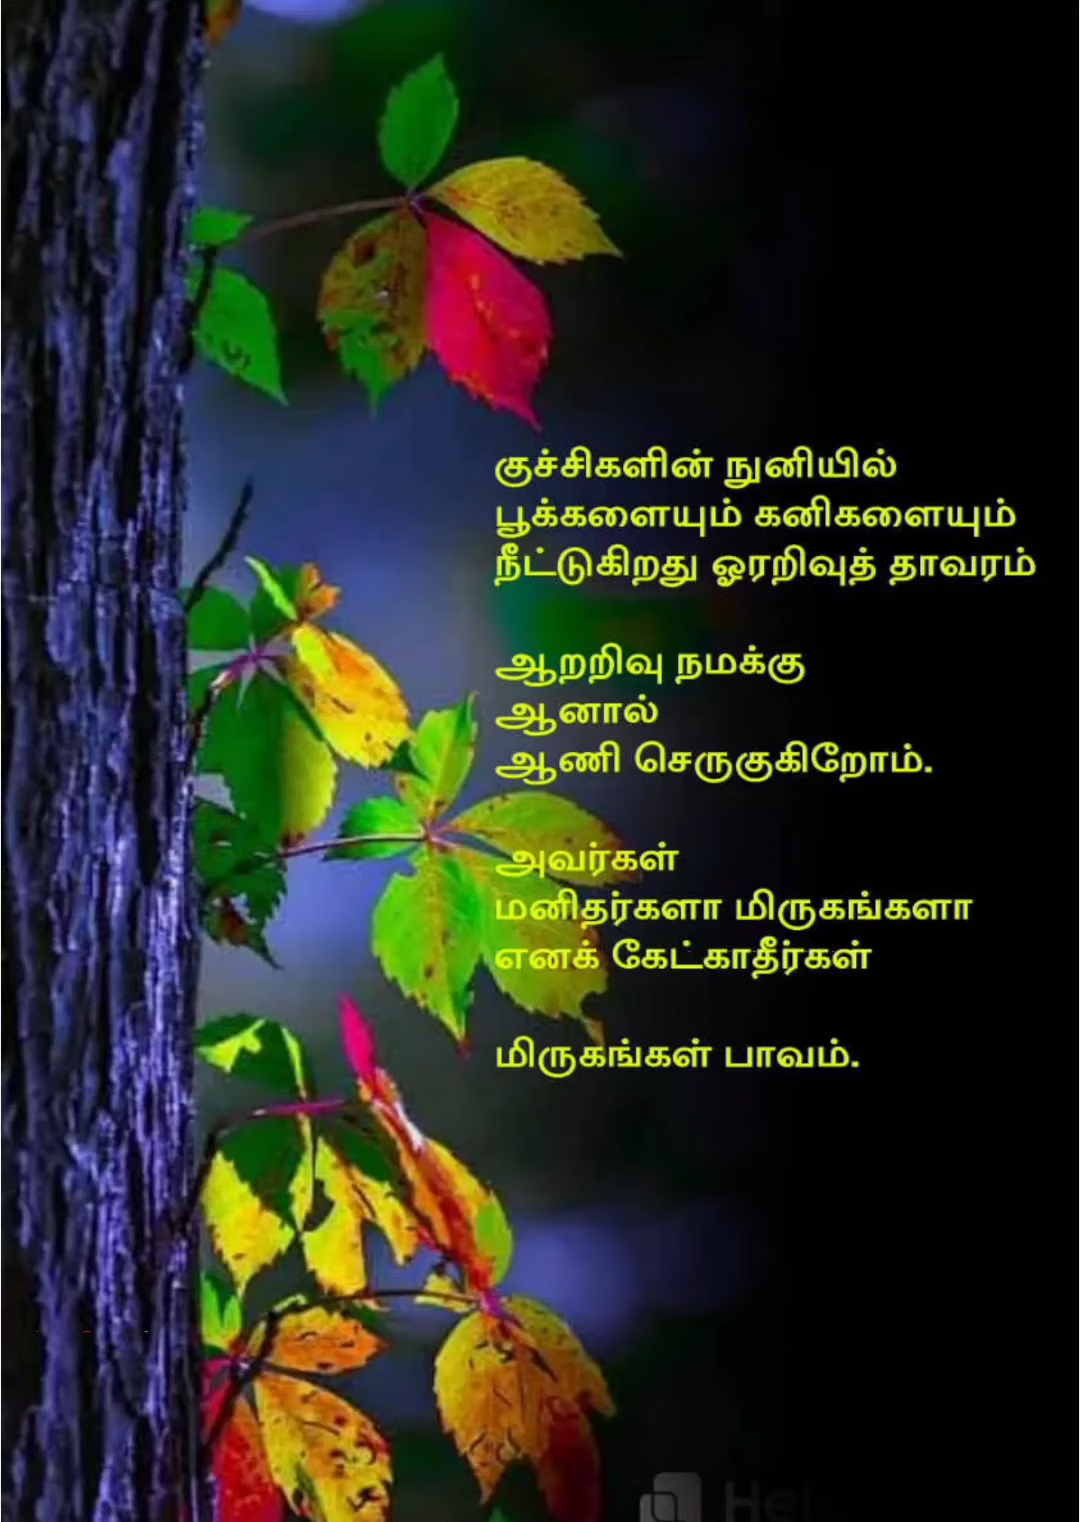 குச்சிகளின் நுனியில்
பூக்களையும் கனிகளையும்
நீட்டுகிறது ஓரறிவுத் தாவரம்
ஆறறிவு நமக்கு
ஆனால்
ஆணி செருகுகிறோம்.
அவர்கள்
மனிதர்களா மிருகங்களா
எனக் கேட்காதீர்கள்
மிருகங்கள் பாவம்.